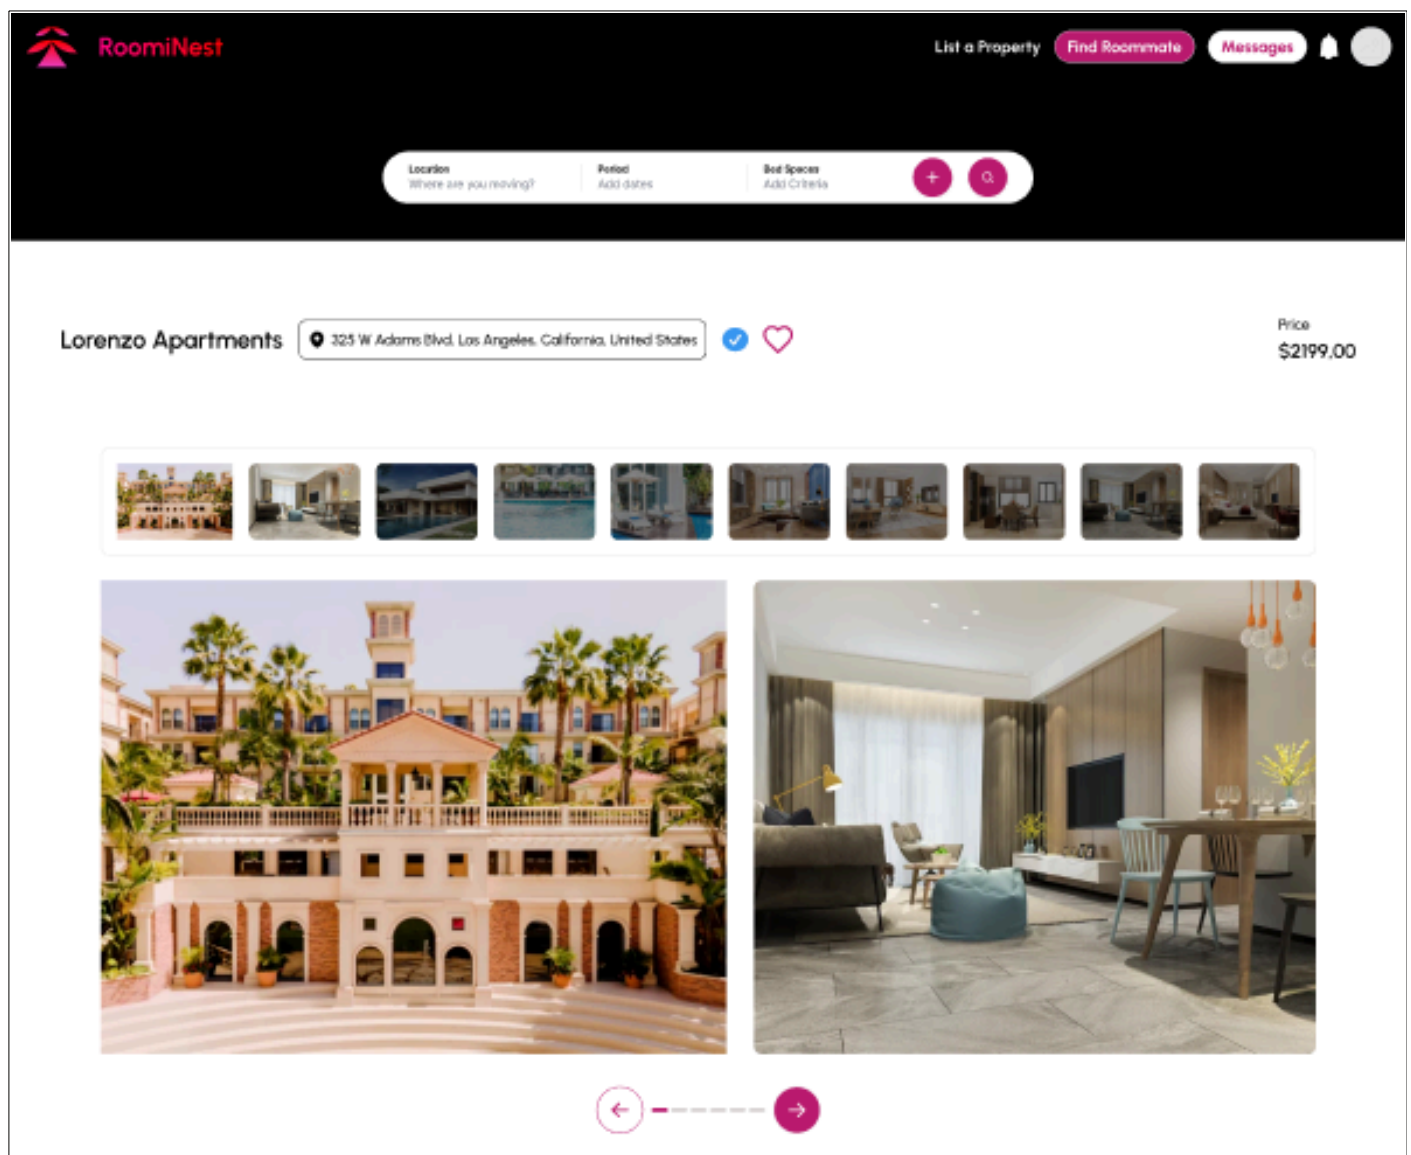 RoomiNest
List a Property
Find Roommate
Messages
Location
Where are you moving?
Period
Add dates
Bed Spaces
Add Criteria
Lorenzo Apartments
325 W Adams Blvd, Los Angeles, California, United States
Price
$2199.00